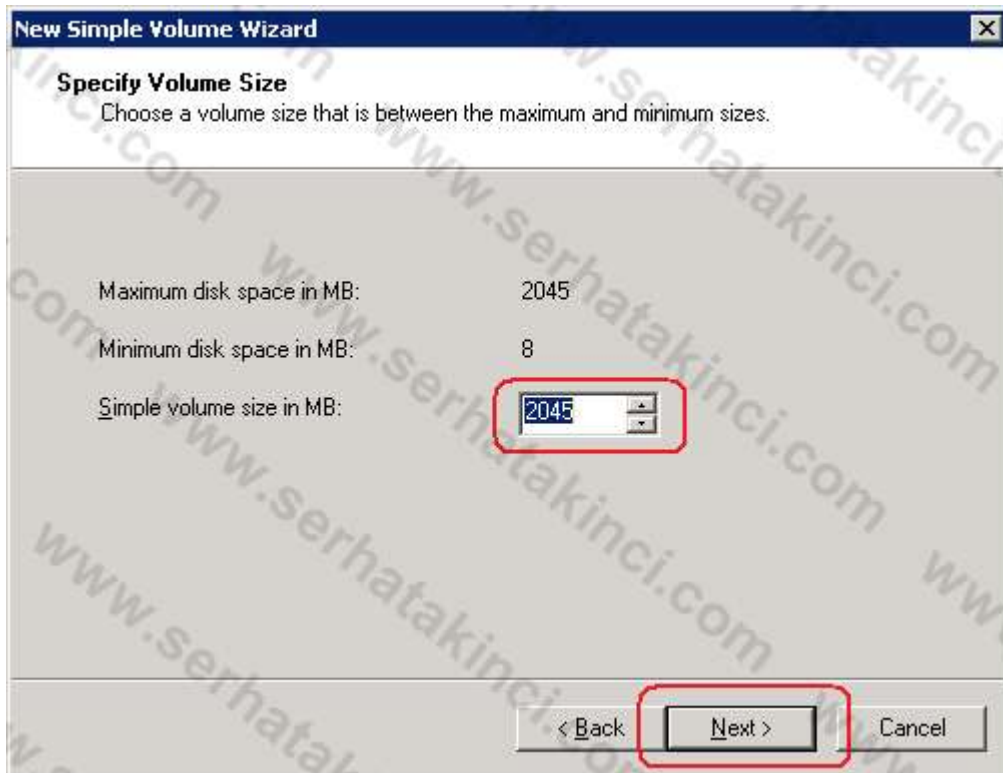 New Simple Volume Wizard
Specify Volume Size
Choose a volume size that is between the maximum and minimum sizes.
Maximum disk space in MB: 2045
Minimum disk space in MB: 8
Simple volume size in MB: 2045
< Back Next > Cancel
www.serhatakinci.com